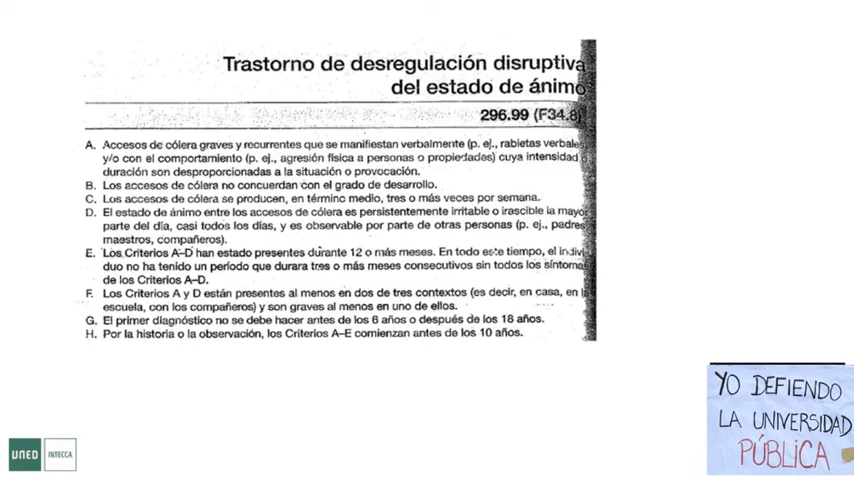 Trastorno de desregulación disruptiva
del estado de ánimo
296.99 (F34.8)
A. Accesos de cólera graves y recurrentes que se manifiestan verbalmente (p. ej., rabietas verbales
y/o con el comportamiento (p. ej., agresión física a personas o propiedades) cuya intensidad o
duración son desproporcionadas a la situación o provocación.
B. Los accesos de cólera no concuerdan con el grado de desarrollo.
C. Los accesos de cólera se producen, en término medio, tres o más veces por semana.
D. El estado de ánimo entre los accesos de cólera es persistentemente irritable o irascible la mayor
parte del día, casi todos los días, y es observable por parte de otras personas (p. ej., padres
maestros, compañeros).
E. Los Criterios A–D han estado presentes durante 12 o más meses. En todo este tiempo, el indivi-
duo no ha tenido un período que durara tres o más meses consecutivos sin todos los síntomas
de los Criterios A–D.
F. Los Criterios A y D están presentes al menos en dos de tres contextos (es decir, en casa, en la
escuela, con los compañeros) y son graves al menos en uno de ellos.
G. El primer diagnóstico no se debe hacer antes de los 6 años o después de los 18 años.
H. Por la historia o la observación, los Criterios A–E comienzan antes de los 10 años.
YO DEFIENDO
LA UNIVERSIDAD
PÚBLICA
UNED INTECCA